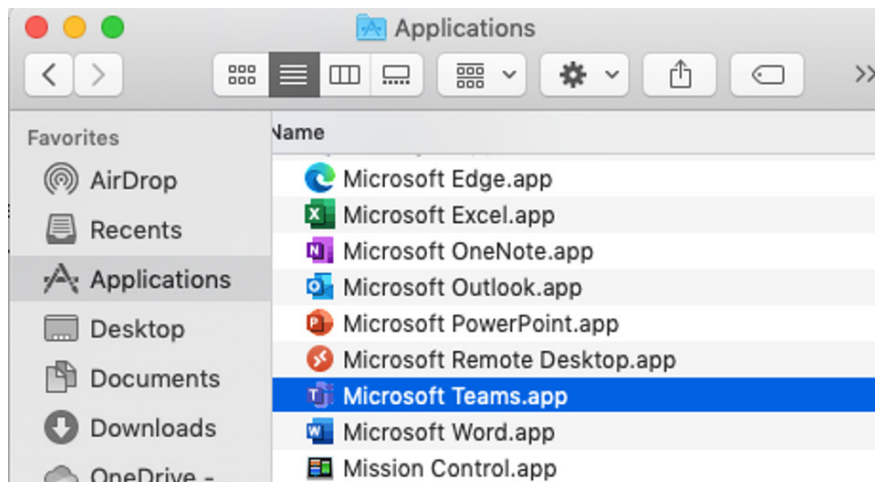 Applications
Favorites
AirDrop
Recents
Applications
Desktop
Documents
Downloads
OneDrive -
Name
Microsoft Edge.app
Microsoft Excel.app
Microsoft OneNote.app
Microsoft Outlook.app
Microsoft PowerPoint.app
Microsoft Remote Desktop.app
Microsoft Teams.app
Microsoft Word.app
Mission Control.app